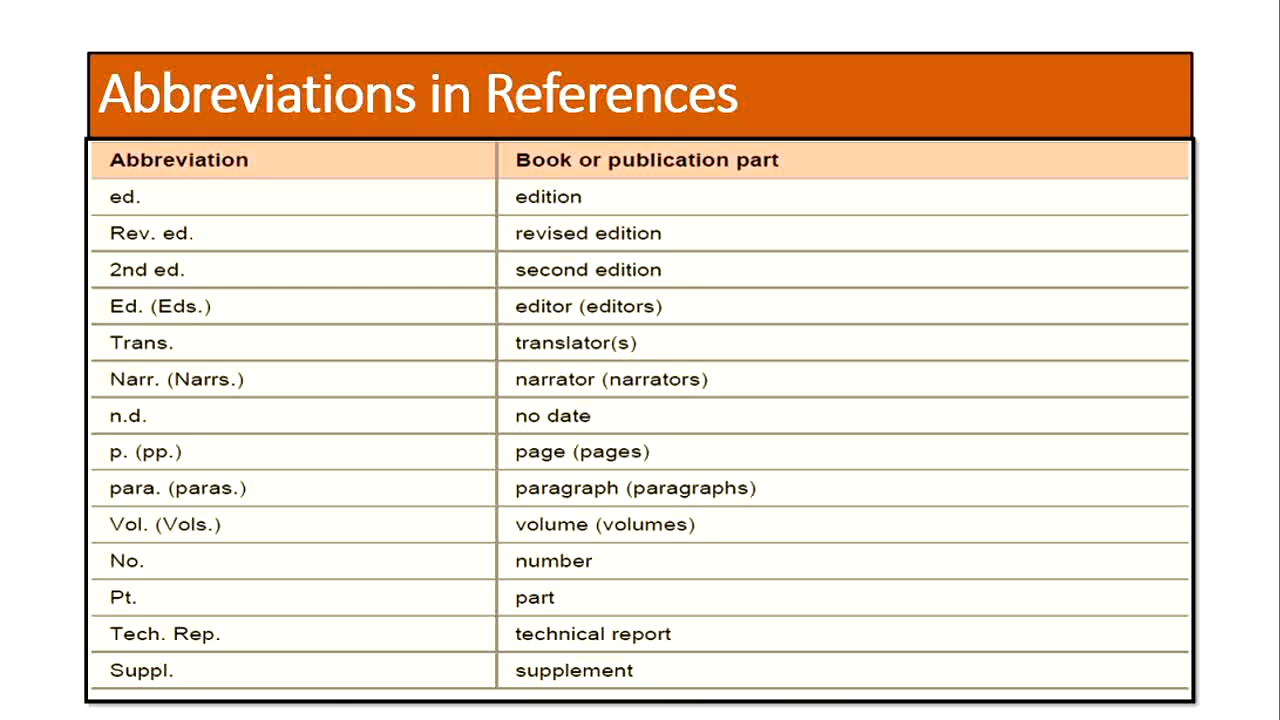 Abbreviations in References
Abbreviation Book or publication part
ed. edition
Rev. ed. revised edition
2nd ed. second edition
Ed. (Eds.) editor (editors)
Trans. translator(s)
Narr. (Narrs.) narrator (narrators)
n.d. no date
p. (pp.) page (pages)
para. (paras.) paragraph (paragraphs)
Vol. (Vols.) volume (volumes)
No. number
Pt. part
Tech. Rep. technical report
Suppl. supplement